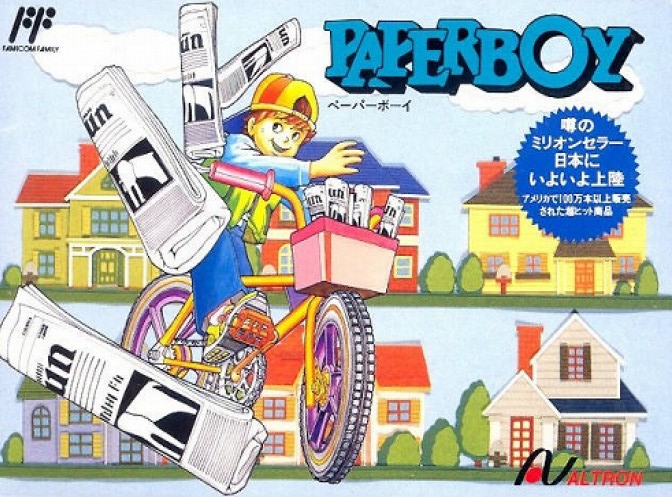 FAMICOM FAMILY
PAPERBOY
ペーパーボーイ
噂の
ミリオンセラー
日本に
いよいよ上陸
アメリカで100万本以上販売
された超ヒット商品
ALTRON